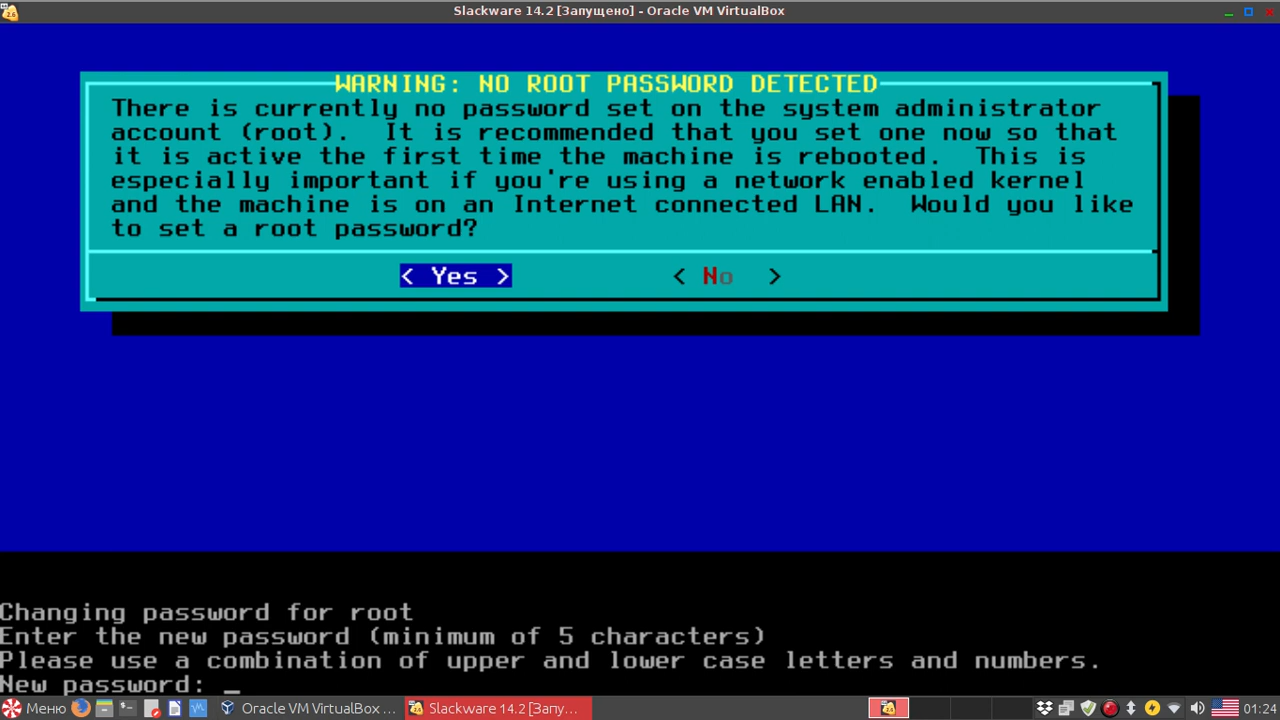 Slackware 14.2 [Запущено] - Oracle VM VirtualBox
WARNING: NO ROOT PASSWORD DETECTED
There is currently no password set on the system administrator
account (root).  It is recommended that you set one now so that
it is active the first time the machine is rebooted.  This is
especially important if you're using a network enabled kernel
and the machine is on an Internet connected LAN.  Would you like
to set a root password?
< Yes > < No >
Changing password for root
Enter the new password (minimum of 5 characters)
Please use a combination of upper and lower case letters and numbers.
New password: _
Меню Oracle VM VirtualBox ... Slackware 14.2 [Запу... 01:24